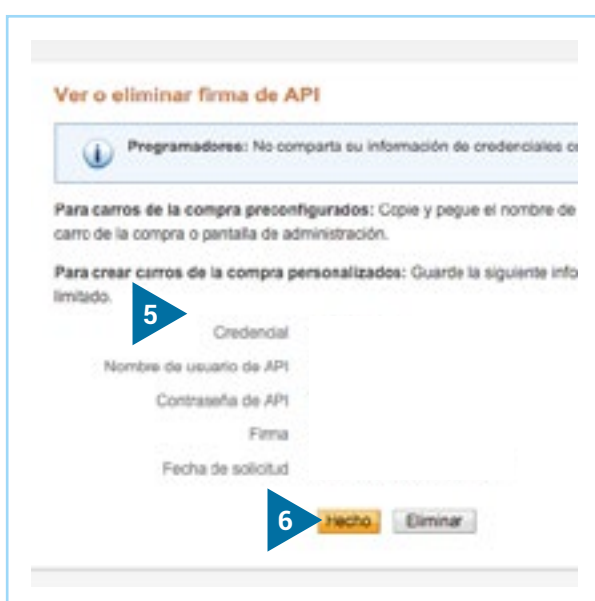 Ver o eliminar firma de API
Programadores: No comparta su información de credenciales
Para carros de la compra preconfigurados: Copie y pegue el nombre de
carro de la compra o pantalla de administración.
Para crear carros de la compra personalizados: Guarde la siguiente
limitado.
5
Credencial
Nombre de usuario de API
Contraseña de API
Firma
Fecha de solicitud
6 Hecho Eliminar